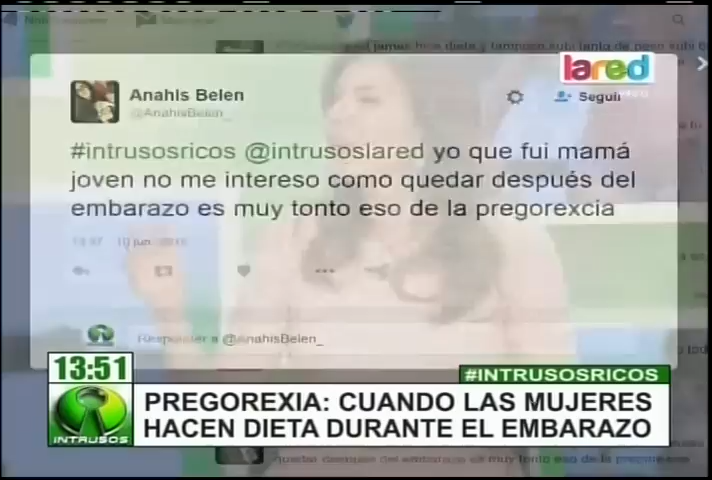 lared
Anahis Belen
Seguir
@AnahisBelen_
#intrusosricos @intrusoslared yo que fui mamá
joven no me intereso como quedar después del
embarazo es muy tonto eso de la pregorexcia
Responder a @AnahisBelen_
13:51
#INTRUSOSRICOS
INTRUSOS
PREGOREXIA: CUANDO LAS MUJERES
HACEN DIETA DURANTE EL EMBARAZO